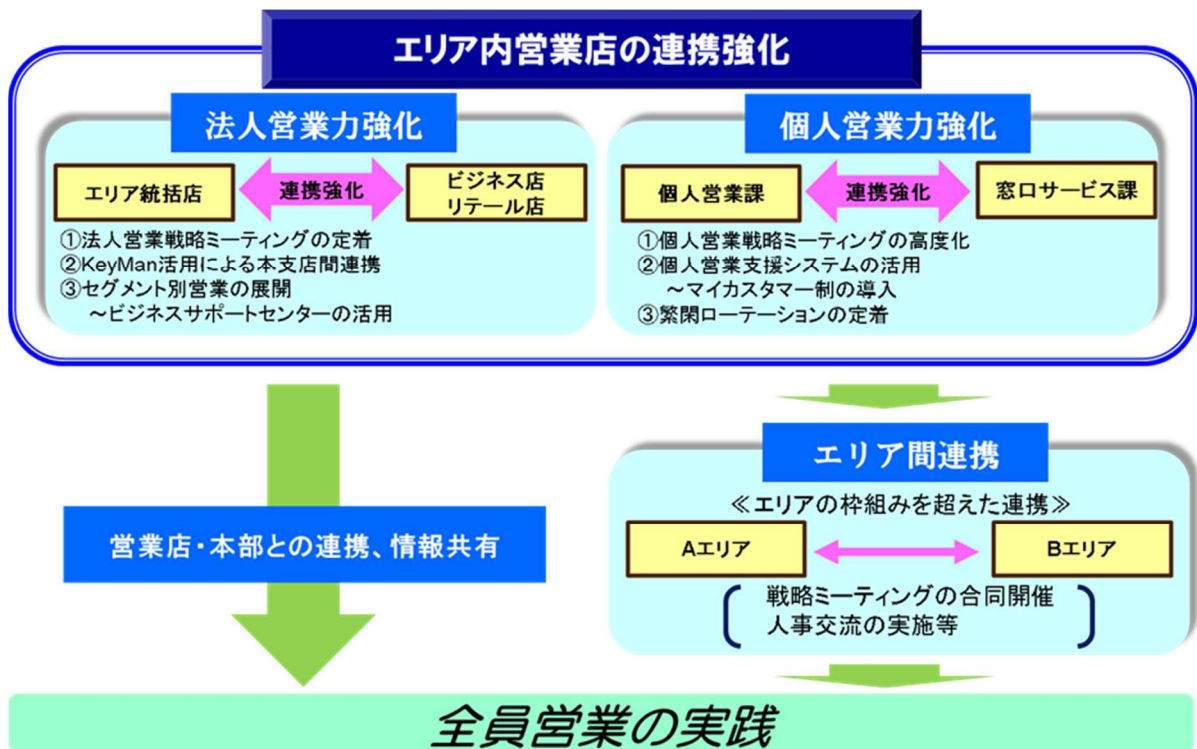 エリア内営業店の連携強化
法人営業力強化
エリア統括店
連携強化
ビジネス店
リテール店
①法人営業戦略ミーティングの定着
②KeyMan活用による本支店間連携
③セグメント別営業の展開
～ビジネスサポートセンターの活用
個人営業力強化
個人営業課
連携強化
窓口サービス課
①個人営業戦略ミーティングの高度化
②個人営業支援システムの活用
～マイカスタマー制の導入
③繁閑ローテーションの定着
営業店・本部との連携、情報共有
エリア間連携
≪エリアの枠組みを超えた連携≫
Aエリア
Bエリア
戦略ミーティングの合同開催
人事交流の実施等
全員営業の実践